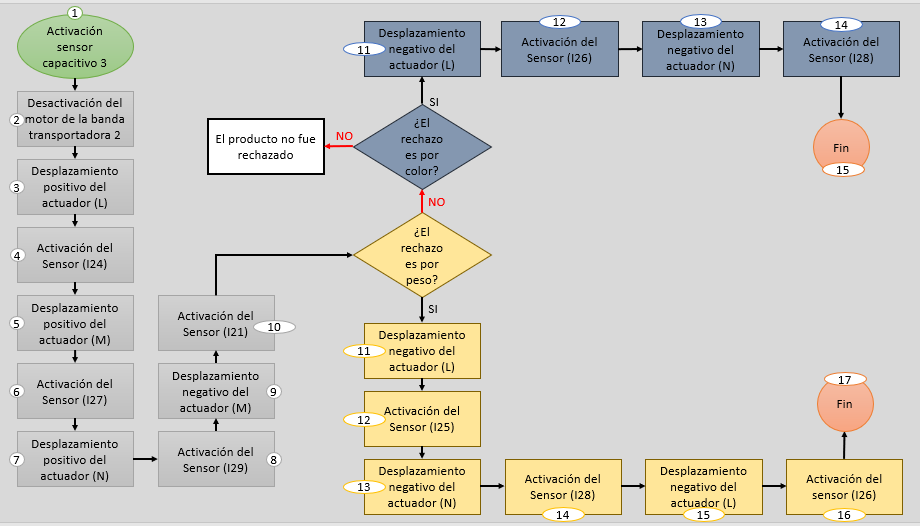 1
Activación
sensor
capacitivo 3
2
Desactivación del
motor de la banda
transportadora 2
3
Desplazamiento
positivo del
actuador (L)
4
Activación del
Sensor (I24)
5
Desplazamiento
positivo del
actuador (M)
6
Activación del
Sensor (I27)
7
Desplazamiento
positivo del
actuador (N)
8
Activación del
Sensor (I29)
9
Desplazamiento
negativo del
actuador (M)
10
Activación del
Sensor (I21)
¿El
rechazo
es por
peso?
NO
¿El
rechazo
es por
color?
NO
El producto no fue
rechazado
SI
11
Desplazamiento
negativo del
actuador (L)
12
Activación del
Sensor (I26)
13
Desplazamiento
negativo del
actuador (N)
14
Activación del
Sensor (I28)
Fin
15
SI
11
Desplazamiento
negativo del
actuador (L)
12
Activación del
Sensor (I25)
13
Desplazamiento
negativo del
actuador (N)
Activación del
Sensor (I28)
14
Desplazamiento
negativo del
actuador (L)
15
Activación del
sensor (I26)
16
17
Fin